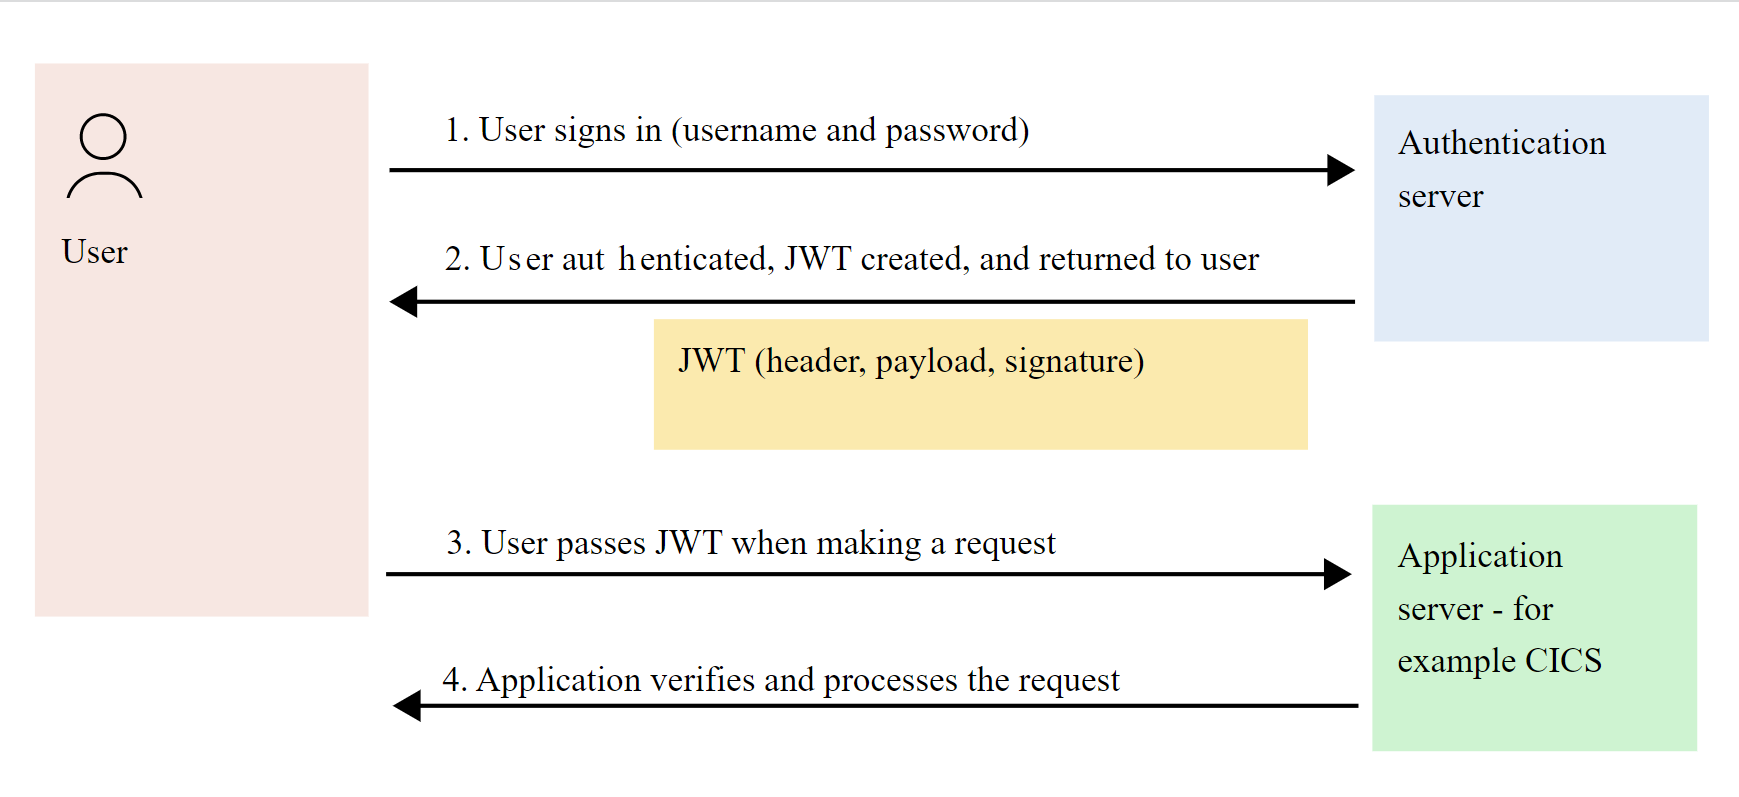 User
1. User signs in (username and password)
Authentication
server
2. User aut henticated, JWT created, and returned to user
JWT (header, payload, signature)
3. User passes JWT when making a request
Application
server - for
example CICS
4. Application verifies and processes the request